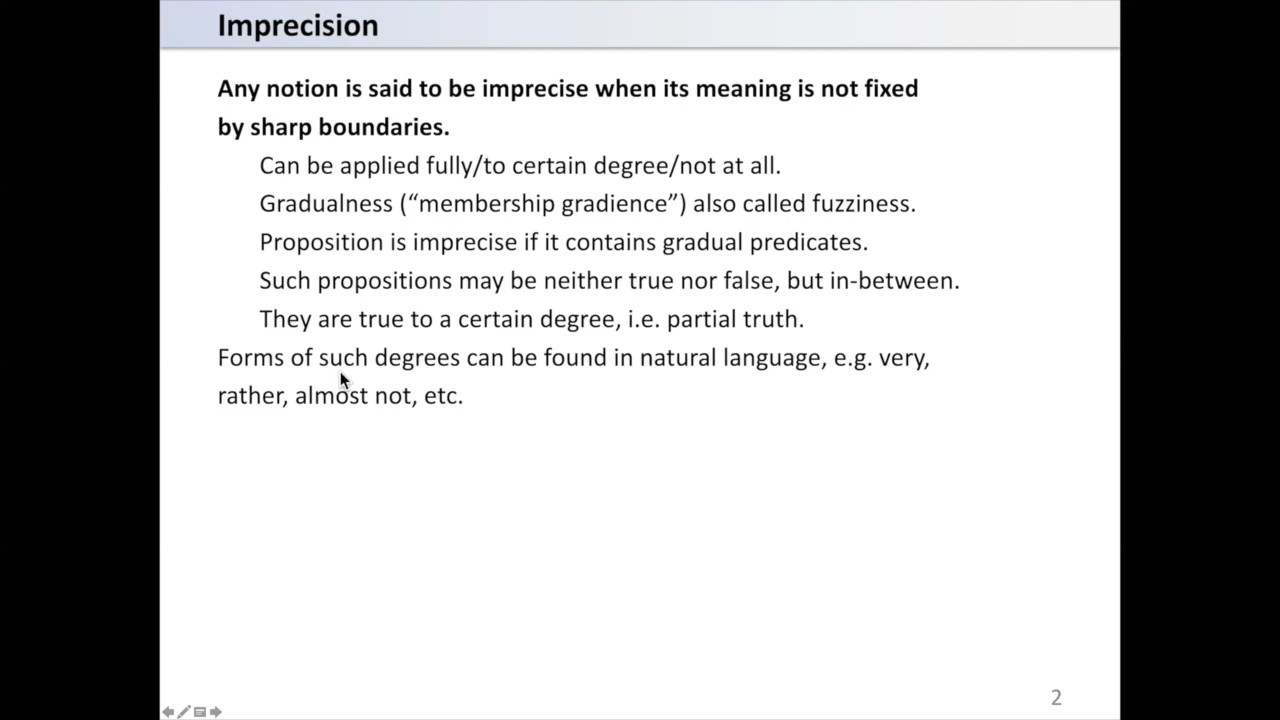 Imprecision
Any notion is said to be imprecise when its meaning is not fixed
by sharp boundaries.
Can be applied fully/to certain degree/not at all.
Gradualness (“membership gradience”) also called fuzziness.
Proposition is imprecise if it contains gradual predicates.
Such propositions may be neither true nor false, but in-between.
They are true to a certain degree, i.e. partial truth.
Forms of such degrees can be found in natural language, e.g. very,
rather, almost not, etc.
2